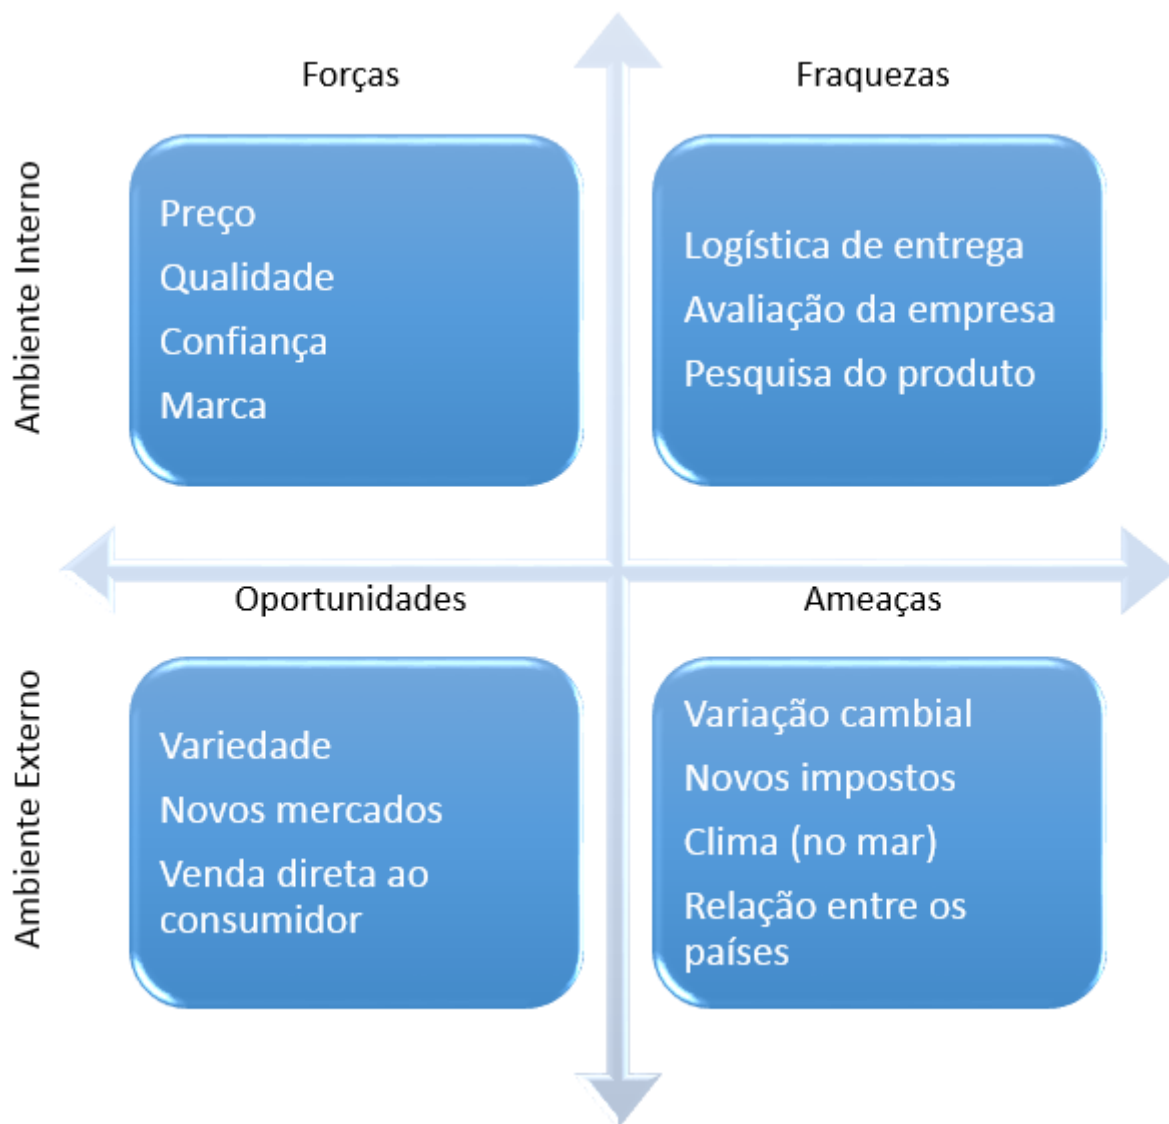 Forças
Fraquezas
Ambiente Interno
Preço
Qualidade
Confiança
Marca
Logística de entrega
Avaliação da empresa
Pesquisa do produto
Oportunidades
Ameaças
Ambiente Externo
Variedade
Novos mercados
Venda direta ao
consumidor
Variação cambial
Novos impostos
Clima (no mar)
Relação entre os
países